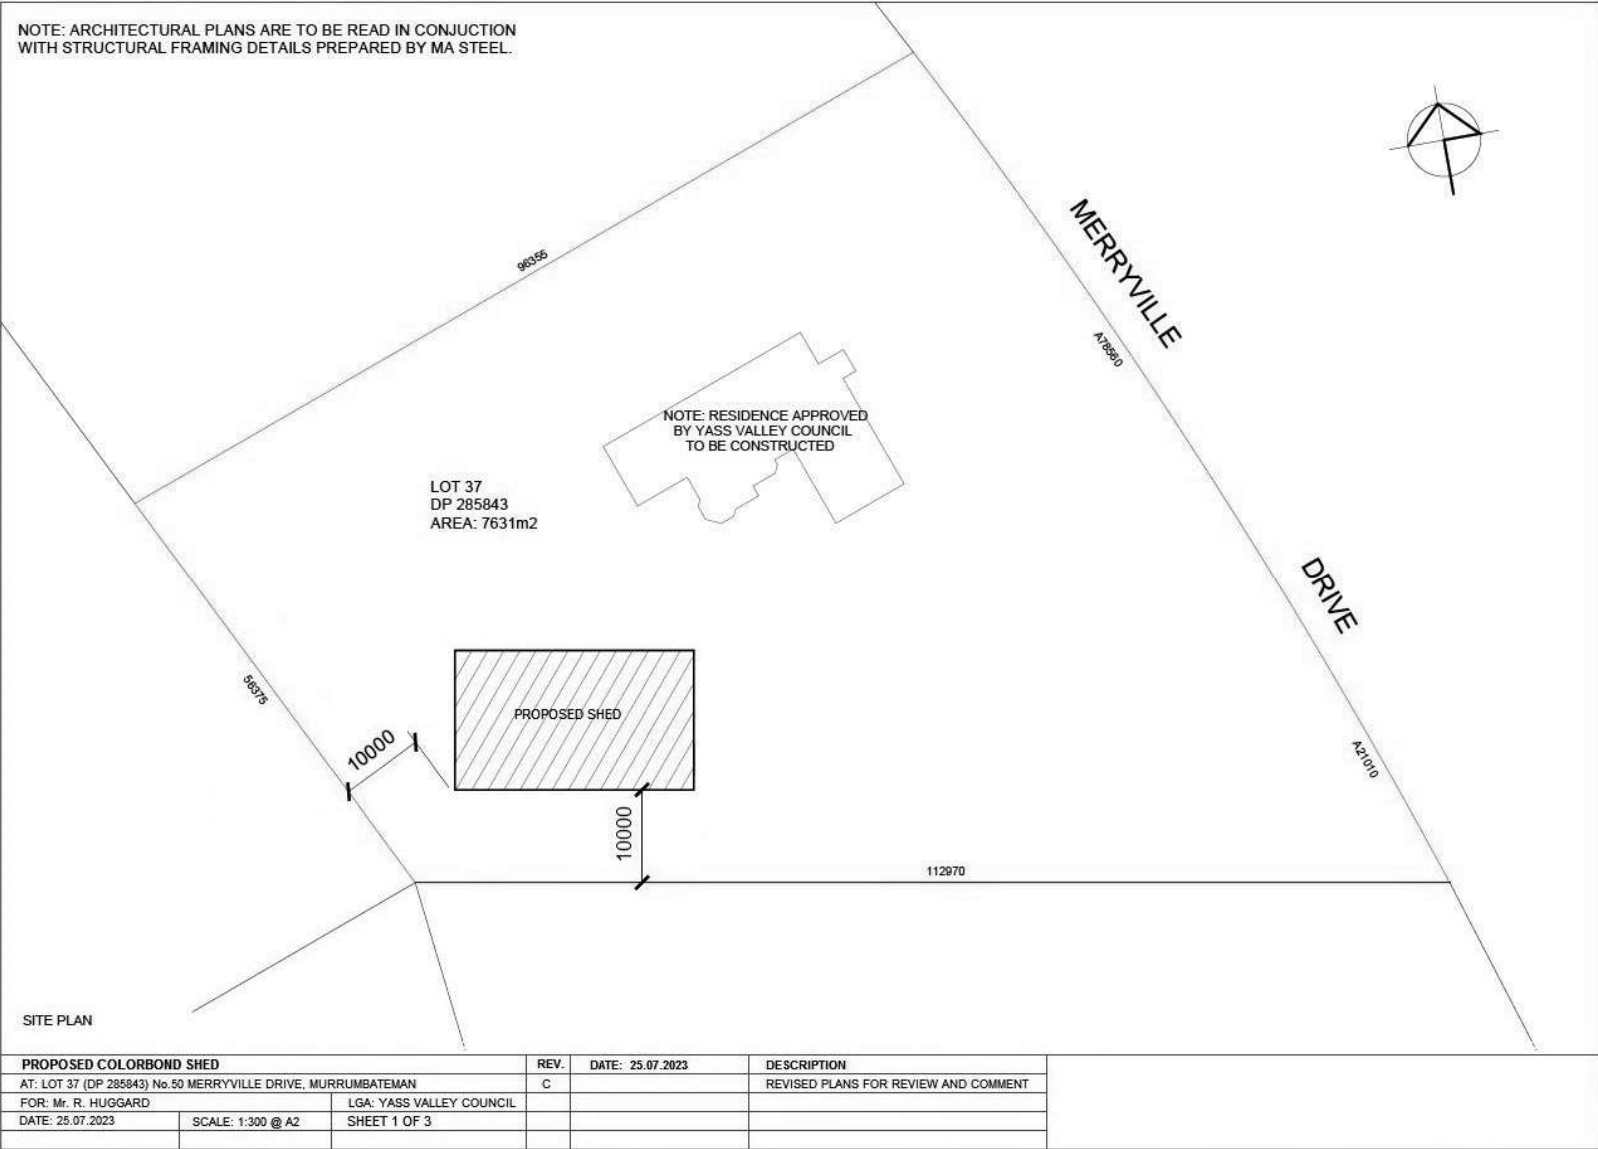 NOTE: ARCHITECTURAL PLANS ARE TO BE READ IN CONJUCTION
WITH STRUCTURAL FRAMING DETAILS PREPARED BY MA STEEL.
96355
MERRYVILLE
A78560
NOTE: RESIDENCE APPROVED
BY YASS VALLEY COUNCIL
TO BE CONSTRUCTED
LOT 37
DP 285843
AREA: 7631m2
DRIVE
56375
PROPOSED SHED
10000
A21010
10000
112970
SITE PLAN
PROPOSED COLORBOND SHED
REV.
DATE: 25.07.2023
DESCRIPTION
AT: LOT 37 (DP 285843) No.50 MERRYVILLE DRIVE, MURRUMBATEMAN
C
REVISED PLANS FOR REVIEW AND COMMENT
FOR: Mr. R. HUGGARD
LGA: YASS VALLEY COUNCIL
DATE: 25.07.2023
SCALE: 1:300 @ A2
SHEET 1 OF 3